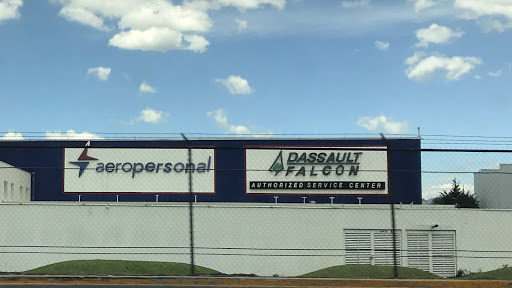 aeropersonal
DASSAULT
FALCON
AUTHORIZED SERVICE CENTER